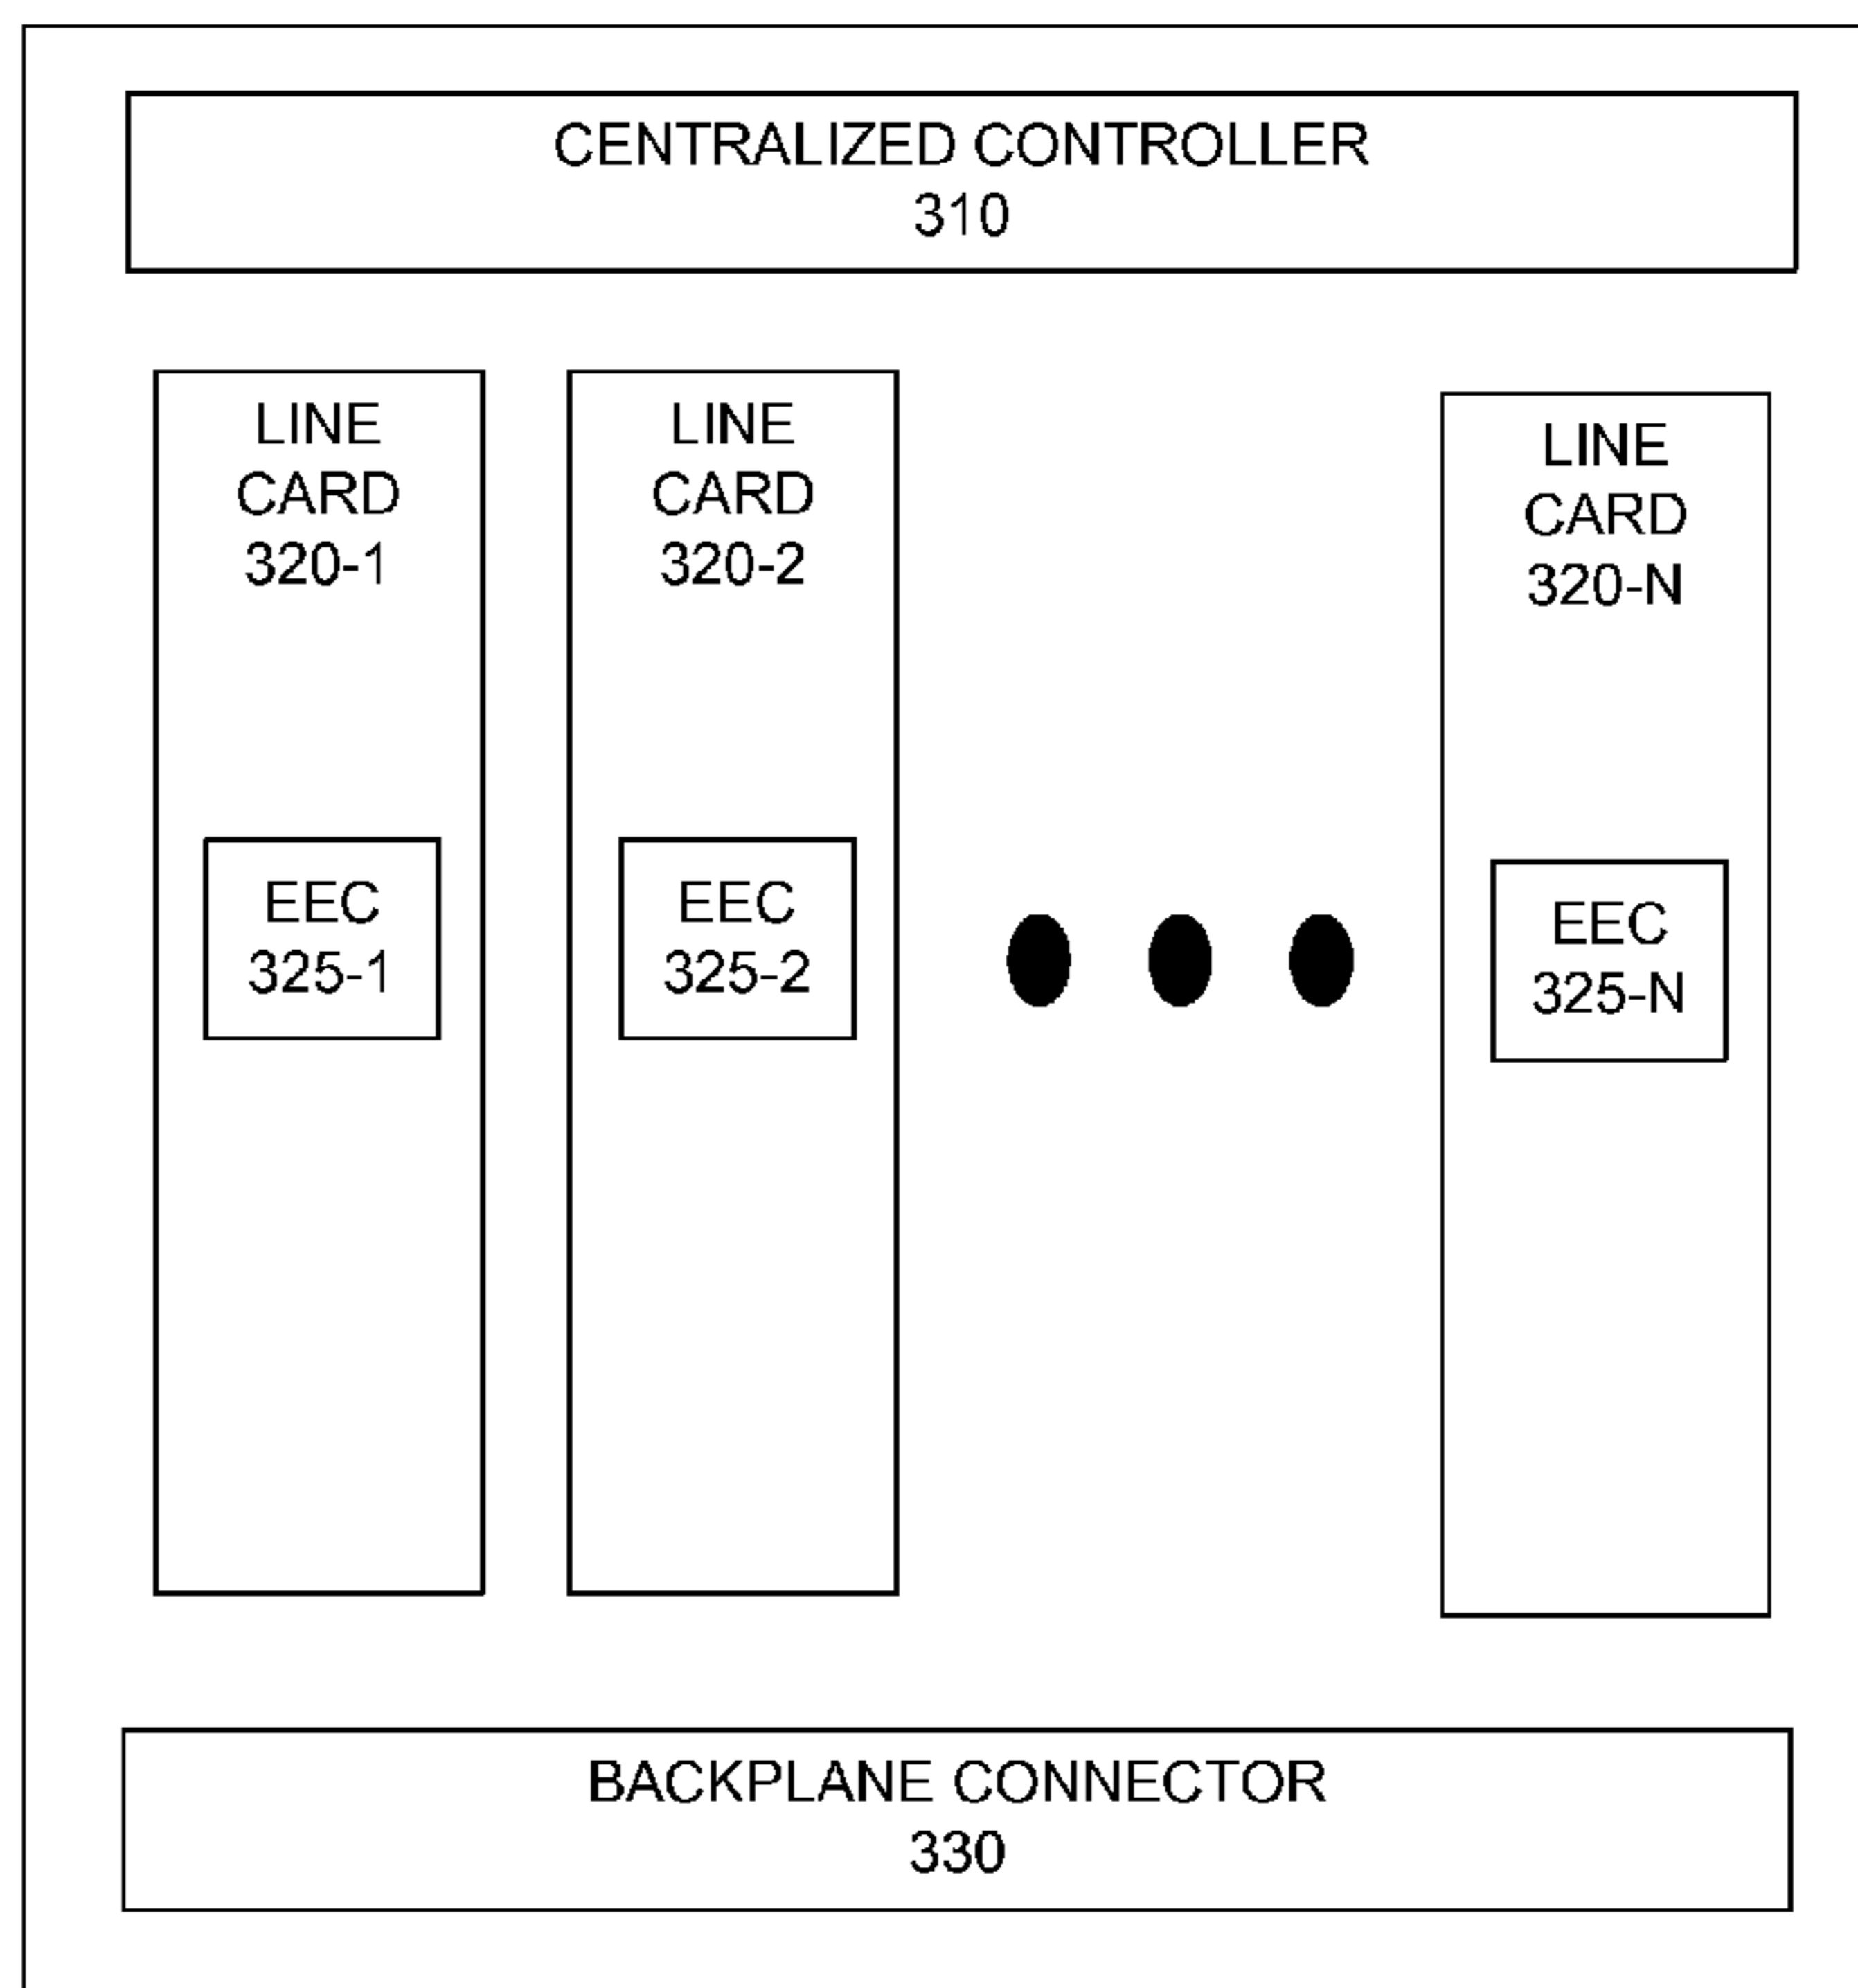 CENTRALIZED CONTROLLER
310
LINE
CARD
320-1
EEC
325-1
LINE
CARD
320-2
EEC
325-2
LINE
CARD
320-N
EEC
325-N
BACKPLANE CONNECTOR
330